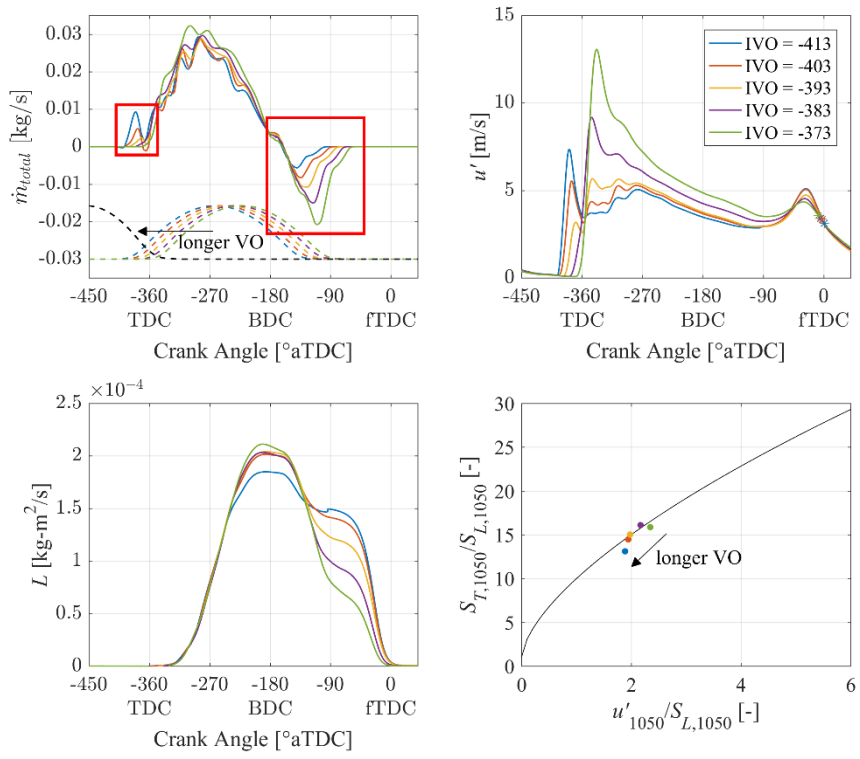 0.03
0.02
0.01
0
-0.01
-0.02
-0.03
ṁ_total [kg/s]
longer VO
-450 -360 -270 -180 -90 0
TDC BDC fTDC
Crank Angle [°aTDC]
15
10
5
0
u′ [m/s]
IVO = -413
IVO = -403
IVO = -393
IVO = -383
IVO = -373
-450 -360 -270 -180 -90 0
TDC BDC fTDC
Crank Angle [°aTDC]
×10⁻⁴
2.5
2
1.5
1
0.5
0
L [kg-m²/s]
-450 -360 -270 -180 -90 0
TDC BDC fTDC
Crank Angle [°aTDC]
30
25
20
15
10
5
0
S_T,1050/S_L,1050 [-]
longer VO
0 2 4 6
u′_1050/S_L,1050 [-]